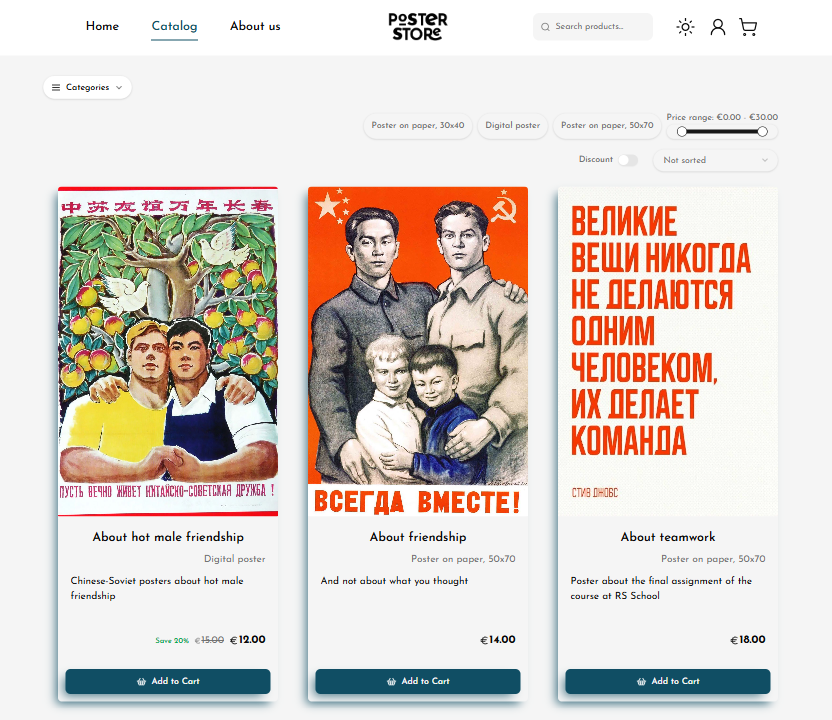 Home
Catalog
About us
POSTER
STORE
Search products...
Categories
Poster on paper, 30x40
Digital poster
Poster on paper, 50x70
Price range: €0.00 - €30.00
Discount
Not sorted
中苏友谊万年长春
ПУСТЬ ВЕЧНО ЖИВЕТ КИТАЙСКО-СОВЕТСКАЯ ДРУЖБА !
About hot male friendship
Digital poster
Chinese-Soviet posters about hot male
friendship
Save 20% €15.00 €12.00
Add to Cart
ВСЕГДА ВМЕСТЕ!
About friendship
Poster on paper, 50x70
And not about what you thought
€14.00
Add to Cart
ВЕЛИКИЕ
ВЕЩИ НИКОГДА
НЕ ДЕЛАЮТСЯ
ОДНИМ
ЧЕЛОВЕКОМ,
ИХ ДЕЛАЕТ
КОМАНДА
СТИВ ДЖОБС
About teamwork
Poster on paper, 50x70
Poster about the final assignment of the
course at RS School
€18.00
Add to Cart